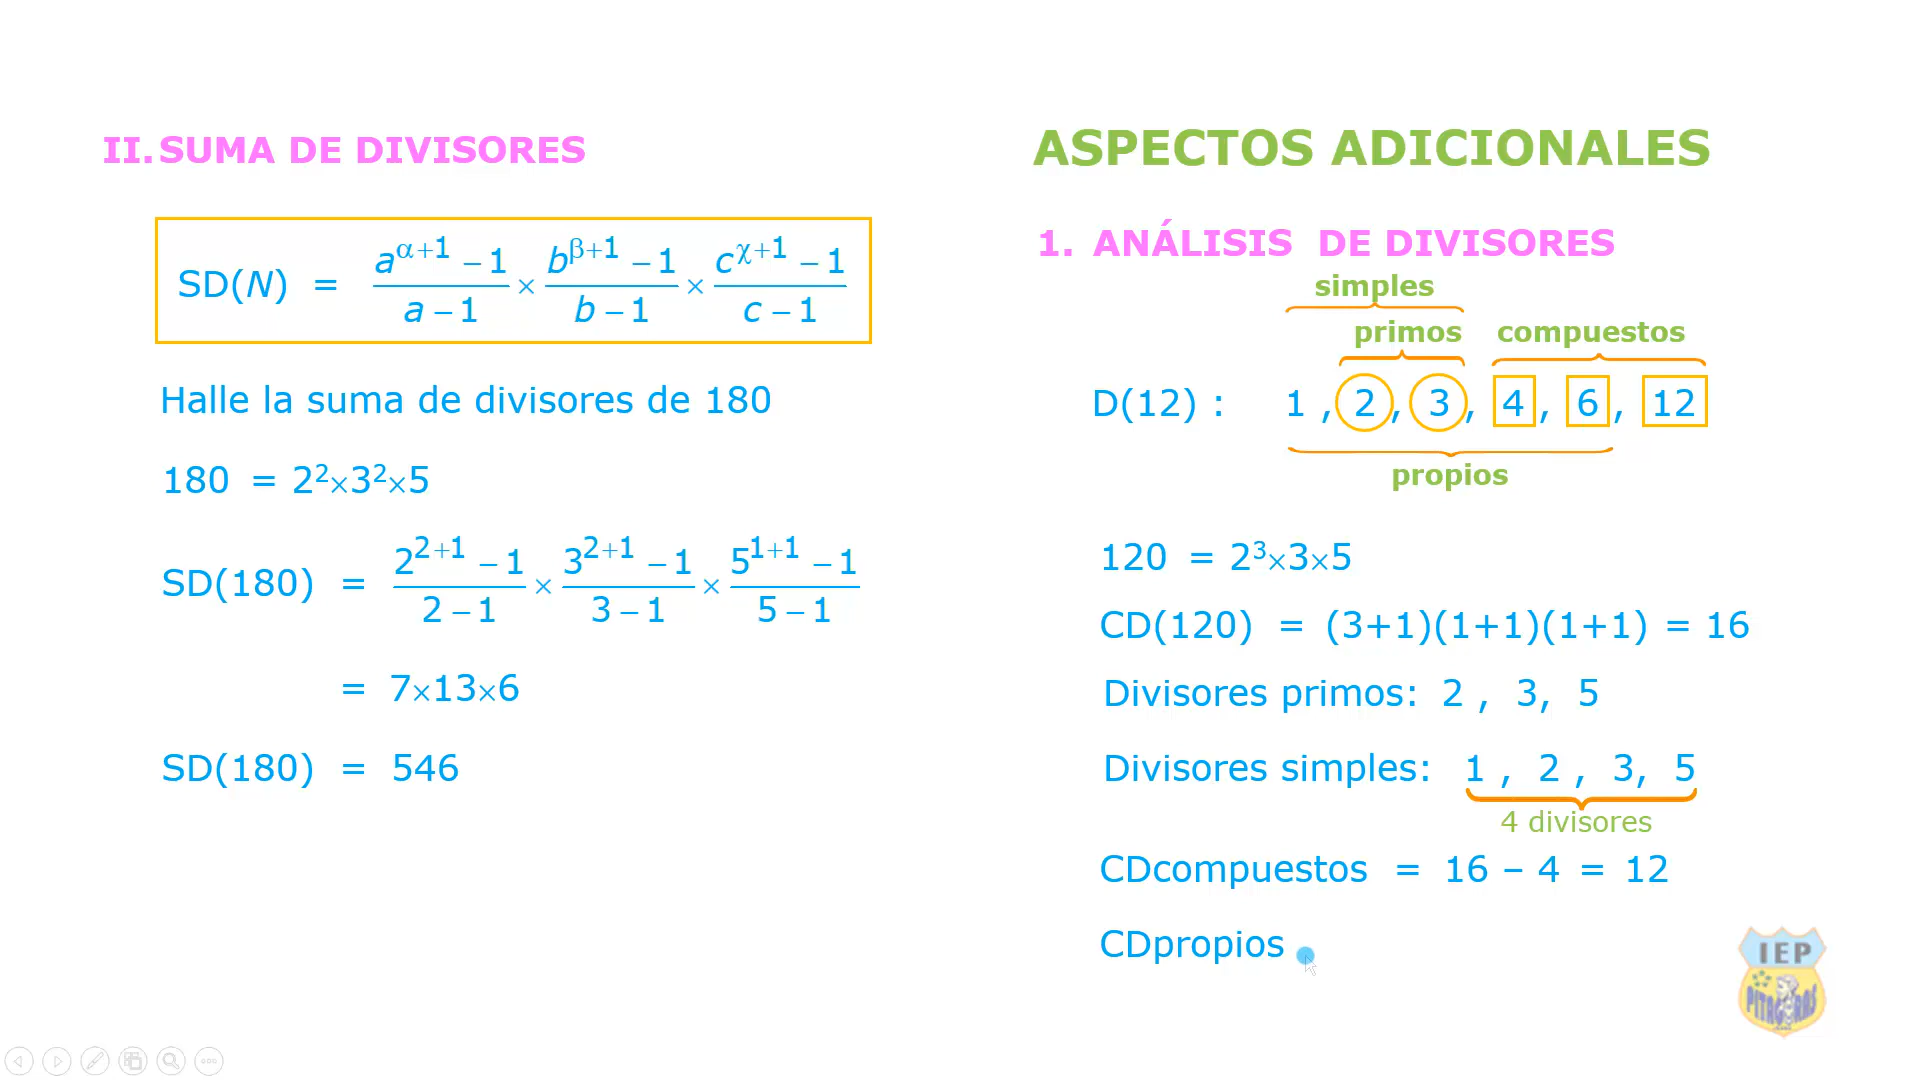 II. SUMA DE DIVISORES
SD(N) = (a^(α+1) – 1)/(a – 1) × (b^(β+1) – 1)/(b – 1) × (c^(χ+1) – 1)/(c – 1)
Halle la suma de divisores de 180
180 = 2²×3²×5
SD(180) = (2^(2+1) – 1)/(2 – 1) × (3^(2+1) – 1)/(3 – 1) × (5^(1+1) – 1)/(5 – 1)
= 7×13×6
SD(180) = 546
ASPECTOS ADICIONALES
1. ANÁLISIS DE DIVISORES
simples
primos compuestos
D(12) : 1 , 2 , 3 , 4 , 6 , 12
propios
120 = 2³×3×5
CD(120) = (3+1)(1+1)(1+1) = 16
Divisores primos: 2 , 3, 5
Divisores simples: 1 , 2 , 3, 5
4 divisores
CDcompuestos = 16 – 4 = 12
CDpropios
IEP
PITAGORAS